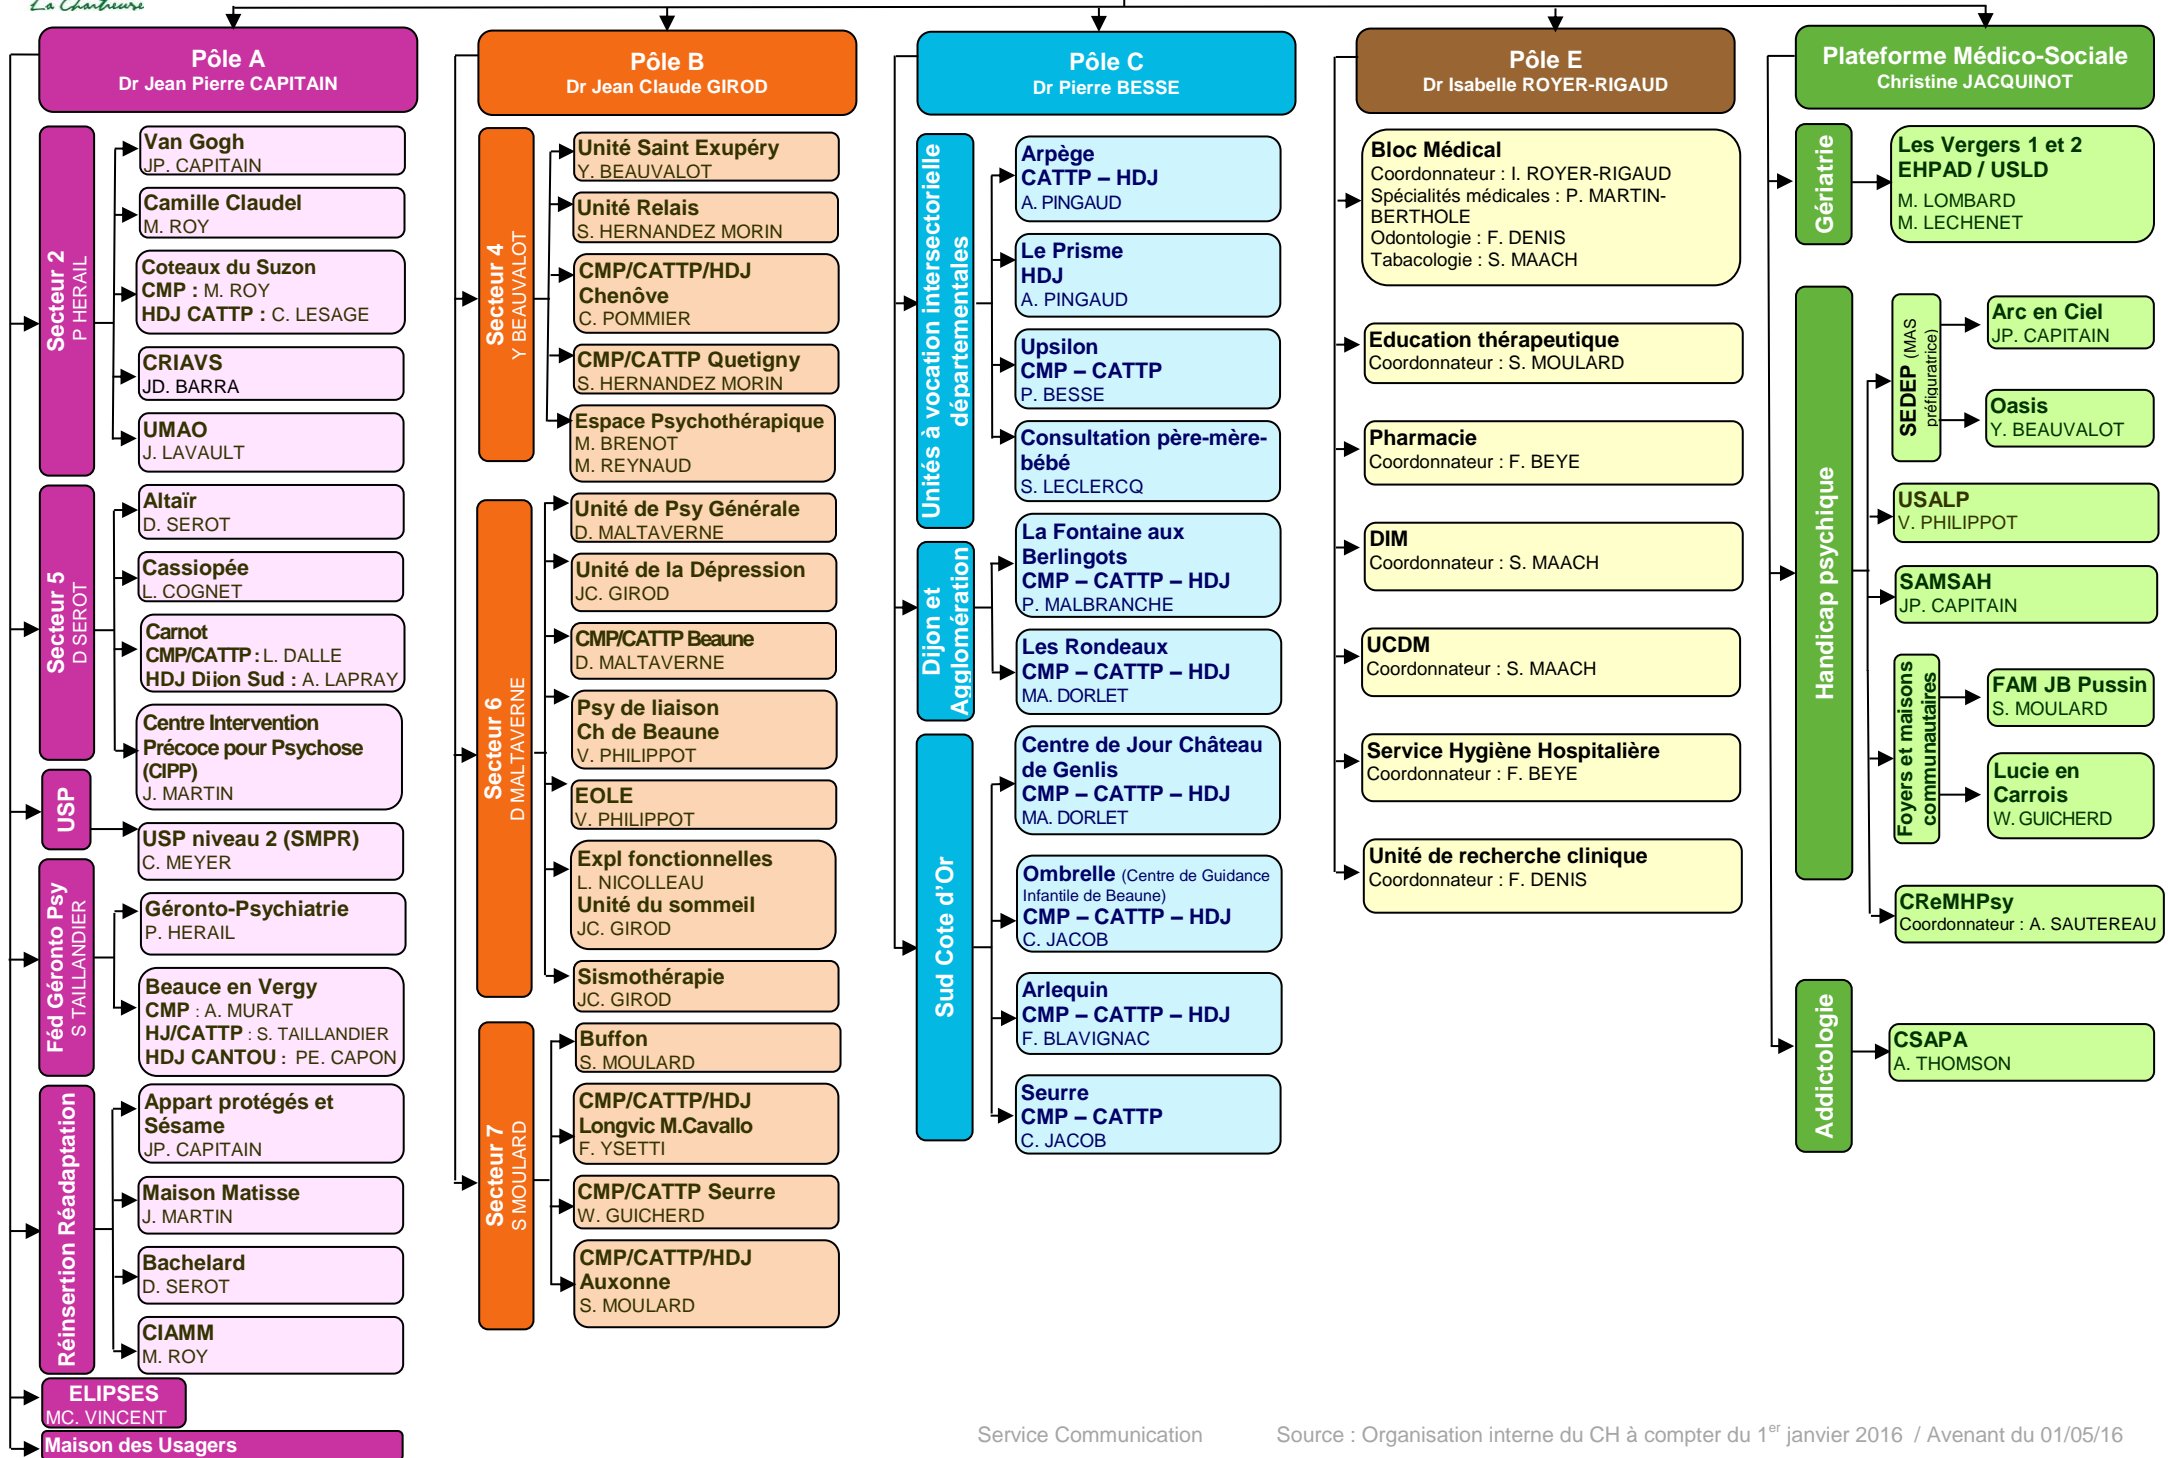 La Chartreuse
Pôle A
Dr Jean Pierre CAPITAIN
Secteur 2
P HERAIL
Van Gogh
JP. CAPITAIN
Camille Claudel
M. ROY
Coteaux du Suzon
CMP : M. ROY
HDJ CATTP : C. LESAGE
CRIAVS
JD. BARRA
UMAO
J. LAVAULT
Secteur 5
D SEROT
Altaïr
D. SEROT
Cassiopée
L. COGNET
Carnot
CMP/CATTP : L. DALLE
HDJ Dijon Sud : A. LAPRAY
Centre Intervention
Précoce pour Psychose
(CIPP)
J. MARTIN
USP
USP niveau 2 (SMPR)
C. MEYER
Féd Géronto Psy
S TAILLANDIER
Géronto-Psychiatrie
P. HERAIL
Beauce en Vergy
CMP : A. MURAT
HJ/CATTP : S. TAILLANDIER
HDJ CANTOU : PE. CAPON
Réinsertion Réadaptation
Appart protégés et
Sésame
JP. CAPITAIN
Maison Matisse
J. MARTIN
Bachelard
D. SEROT
CIAMM
M. ROY
ELIPSES
MC. VINCENT
Maison des Usagers
Pôle B
Dr Jean Claude GIROD
Secteur 4
Y BEAUVALOT
Unité Saint Exupéry
Y. BEAUVALOT
Unité Relais
S. HERNANDEZ MORIN
CMP/CATTP/HDJ
Chenôve
C. POMMIER
CMP/CATTP Quetigny
S. HERNANDEZ MORIN
Espace Psychothérapique
M. BRENOT
M. REYNAUD
Secteur 6
D MALTAVERNE
Unité de Psy Générale
D. MALTAVERNE
Unité de la Dépression
JC. GIROD
CMP/CATTP Beaune
D. MALTAVERNE
Psy de liaison
Ch de Beaune
V. PHILIPPOT
EOLE
V. PHILIPPOT
Expl fonctionnelles
L. NICOLLEAU
Unité du sommeil
JC. GIROD
Sismothérapie
JC. GIROD
Secteur 7
S MOULARD
Buffon
S. MOULARD
CMP/CATTP/HDJ
Longvic M.Cavallo
F. YSETTI
CMP/CATTP Seurre
W. GUICHERD
CMP/CATTP/HDJ
Auxonne
S. MOULARD
Pôle C
Dr Pierre BESSE
Unités à vocation intersectorielle
départementales
Arpège
CATTP – HDJ
A. PINGAUD
Le Prisme
HDJ
A. PINGAUD
Upsilon
CMP – CATTP
P. BESSE
Consultation père-mère-
bébé
S. LECLERCQ
Dijon et
Agglomération
La Fontaine aux
Berlingots
CMP – CATTP – HDJ
P. MALBRANCHE
Les Rondeaux
CMP – CATTP – HDJ
MA. DORLET
Sud Cote d'Or
Centre de Jour Château
de Genlis
CMP – CATTP – HDJ
MA. DORLET
Ombrelle (Centre de Guidance
Infantile de Beaune)
CMP – CATTP – HDJ
C. JACOB
Arlequin
CMP – CATTP – HDJ
F. BLAVIGNAC
Seurre
CMP – CATTP
C. JACOB
Pôle E
Dr Isabelle ROYER-RIGAUD
Bloc Médical
Coordonnateur : I. ROYER-RIGAUD
Spécialités médicales : P. MARTIN-
BERTHOLE
Odontologie : F. DENIS
Tabacologie : S. MAACH
Education thérapeutique
Coordonnateur : S. MOULARD
Pharmacie
Coordonnateur : F. BEYE
DIM
Coordonnateur : S. MAACH
UCDM
Coordonnateur : S. MAACH
Service Hygiène Hospitalière
Coordonnateur : F. BEYE
Unité de recherche clinique
Coordonnateur : F. DENIS
Plateforme Médico-Sociale
Christine JACQUINOT
Gériatrie
Les Vergers 1 et 2
EHPAD / USLD
M. LOMBARD
M. LECHENET
Handicap psychique
SEDEP (MAS
préfiguratrice)
Arc en Ciel
JP. CAPITAIN
Oasis
Y. BEAUVALOT
USALP
V. PHILIPPOT
SAMSAH
JP. CAPITAIN
Foyers et maisons
communautaires
FAM JB Pussin
S. MOULARD
Lucie en
Carrois
W. GUICHERD
CReMHPsy
Coordonnateur : A. SAUTEREAU
Addictologie
CSAPA
A. THOMSON
Service Communication
Source : Organisation interne du CH à compter du 1er janvier 2016 / Avenant du 01/05/16